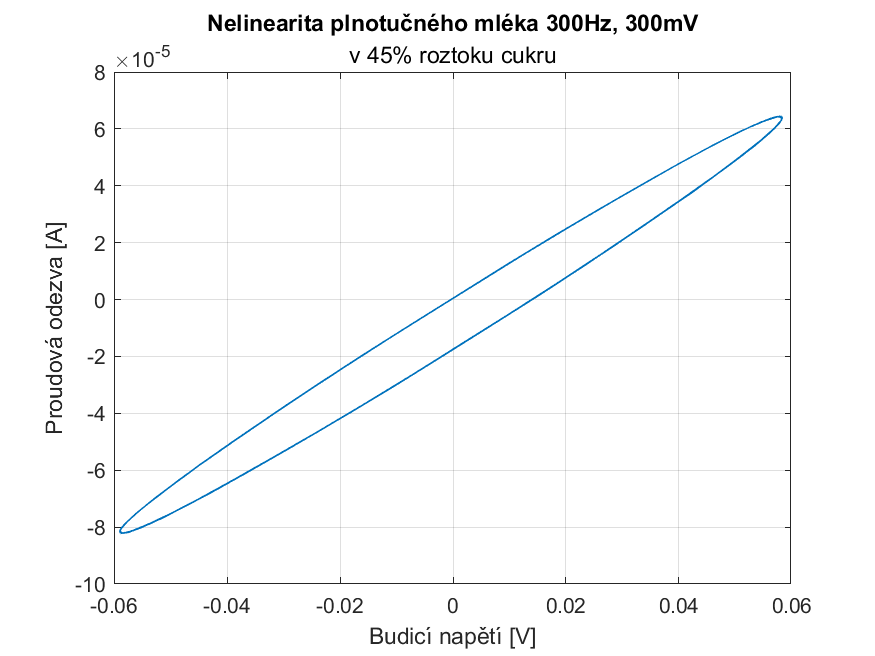 Nelinearita plnotučného mléka 300Hz, 300mV
v 45% roztoku cukru
×10-5
8
6
4
2
0
-2
-4
-6
-8
-10
Proudová odezva [A]
-0.06 -0.04 -0.02 0 0.02 0.04 0.06
Budicí napětí [V]